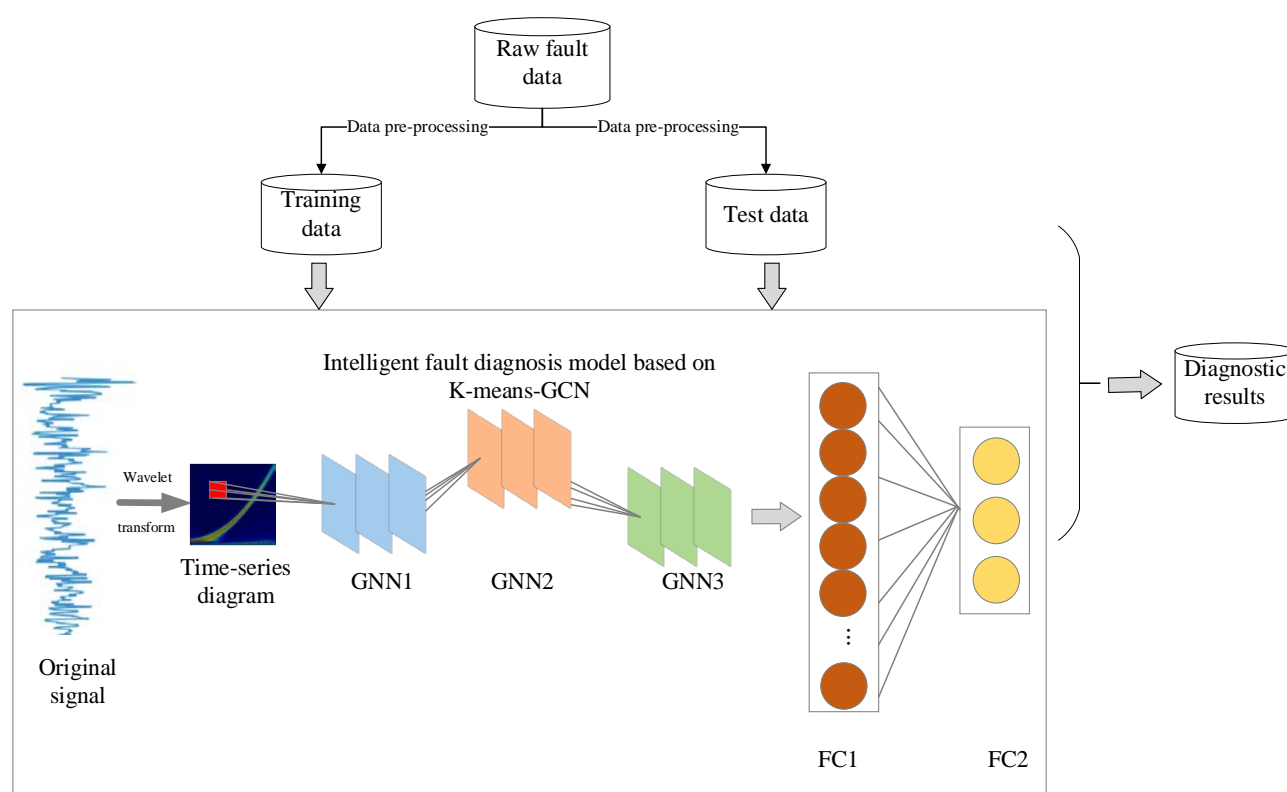 Raw fault
data
Data pre-processing
Data pre-processing
Training
data
Test data
Intelligent fault diagnosis model based on
K-means-GCN
Diagnostic
results
Wavelet
transform
Time-series
diagram
GNN1
GNN2
GNN3
...
Original
signal
FC1
FC2